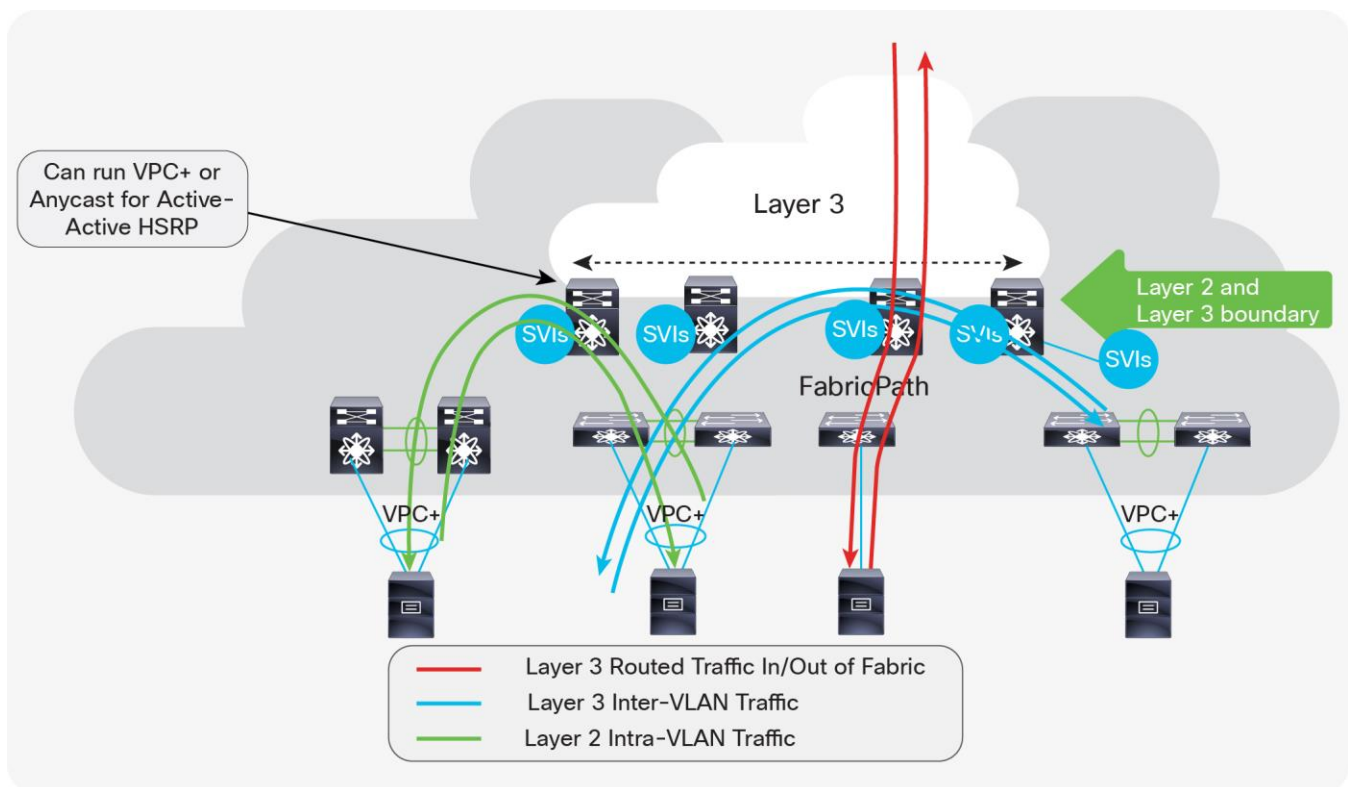 Can run VPC+ or
Anycast for Active-
Active HSRP
Layer 3
Layer 2 and
Layer 3 boundary
SVIs
SVIs
SVIs
SVIs
SVIs
FabricPath
VPC+
VPC+
VPC+
Layer 3 Routed Traffic In/Out of Fabric
Layer 3 Inter-VLAN Traffic
Layer 2 Intra-VLAN Traffic